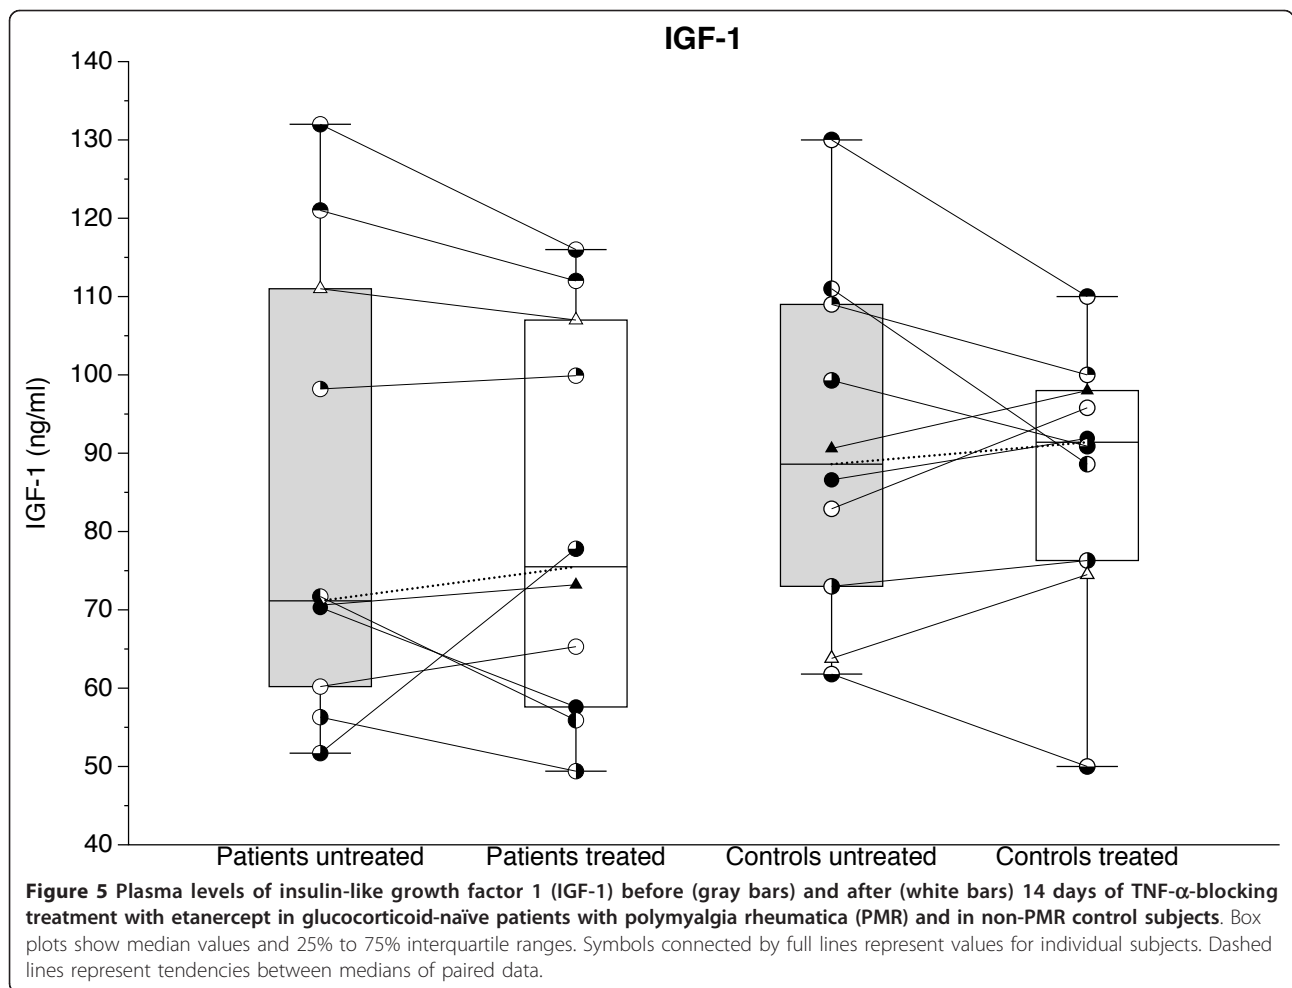 IGF-1
140
130
120
110
100
90
80
70
60
50
40
IGF-1 (ng/ml)
Patients untreated
Patients treated
Controls untreated
Controls treated
Figure 5 Plasma levels of insulin-like growth factor 1 (IGF-1) before (gray bars) and after (white bars) 14 days of TNF-α-blocking
treatment with etanercept in glucocorticoid-naïve patients with polymyalgia rheumatica (PMR) and in non-PMR control subjects. Box
plots show median values and 25% to 75% interquartile ranges. Symbols connected by full lines represent values for individual subjects. Dashed
lines represent tendencies between medians of paired data.